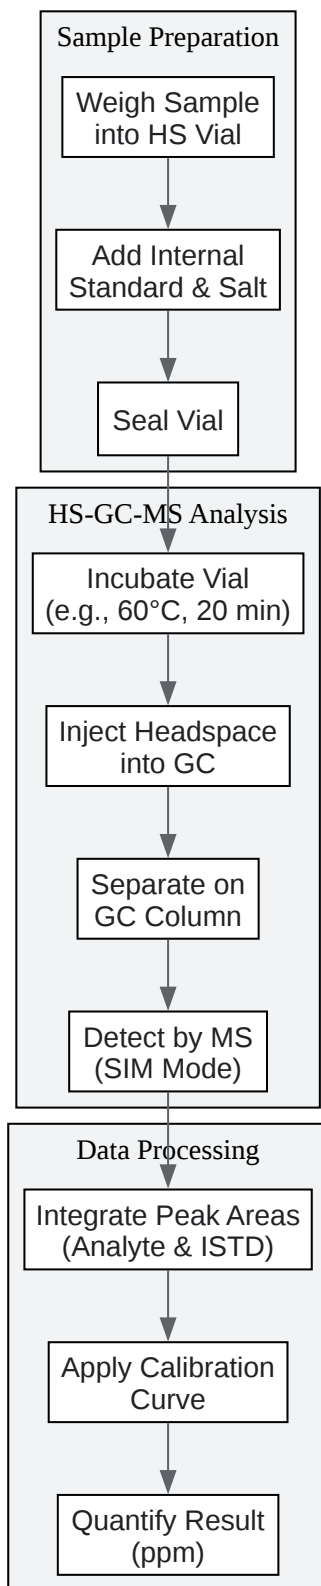 Sample Preparation
Weigh Sample
into HS Vial
Add Internal
Standard & Salt
Seal Vial
HS-GC-MS Analysis
Incubate Vial
(e.g., 60°C, 20 min)
Inject Headspace
into GC
Separate on
GC Column
Detect by MS
(SIM Mode)
Data Processing
Integrate Peak Areas
(Analyte & ISTD)
Apply Calibration
Curve
Quantify Result
(ppm)